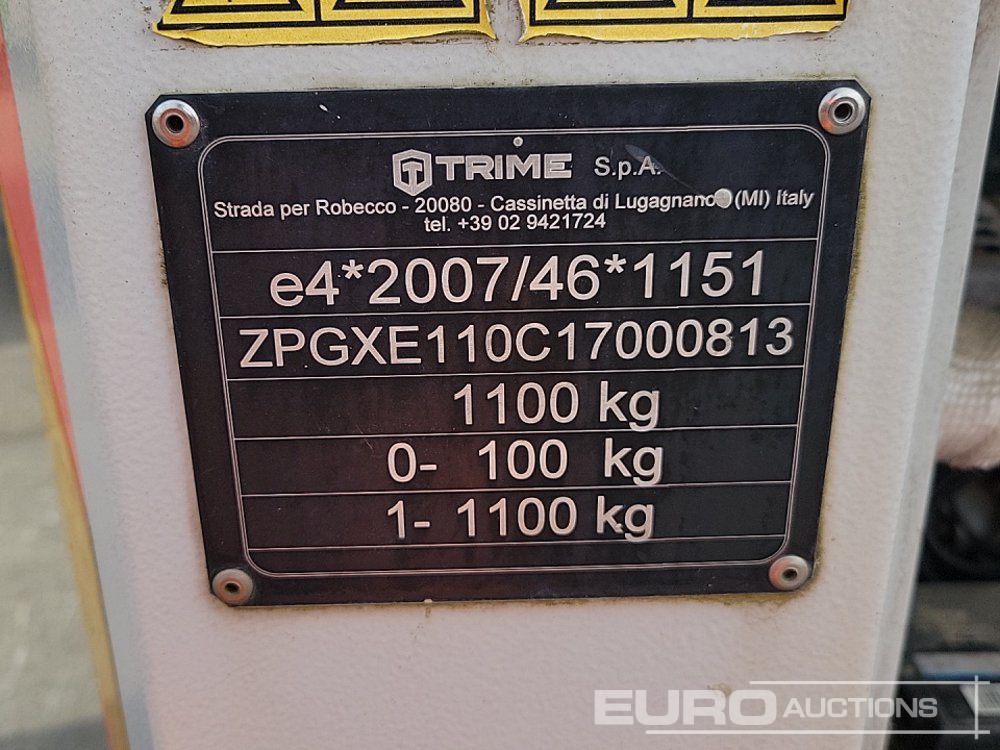 TRIME S.p.A.
Strada per Robecco - 20080 - Cassinetta di Lugagnano (MI) Italy
tel. +39 02 9421724
e4*2007/46*1151
ZPGXE110C17000813
1100 kg
0- 100 kg
1- 1100 kg
EURO AUCTIONS